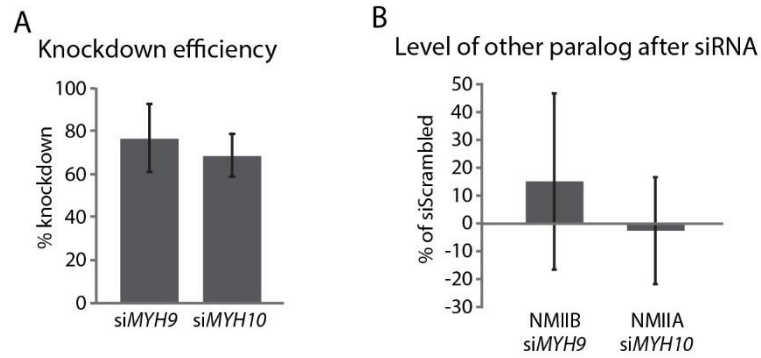 A
Knockdown efficiency
% knockdown
100
80
60
40
20
0
siMYH9 siMYH10
B
Level of other paralog after siRNA
% of siScrambled
50
40
30
20
10
0
-10
-20
-30
NMIIB NMIIA
siMYH9 siMYH10